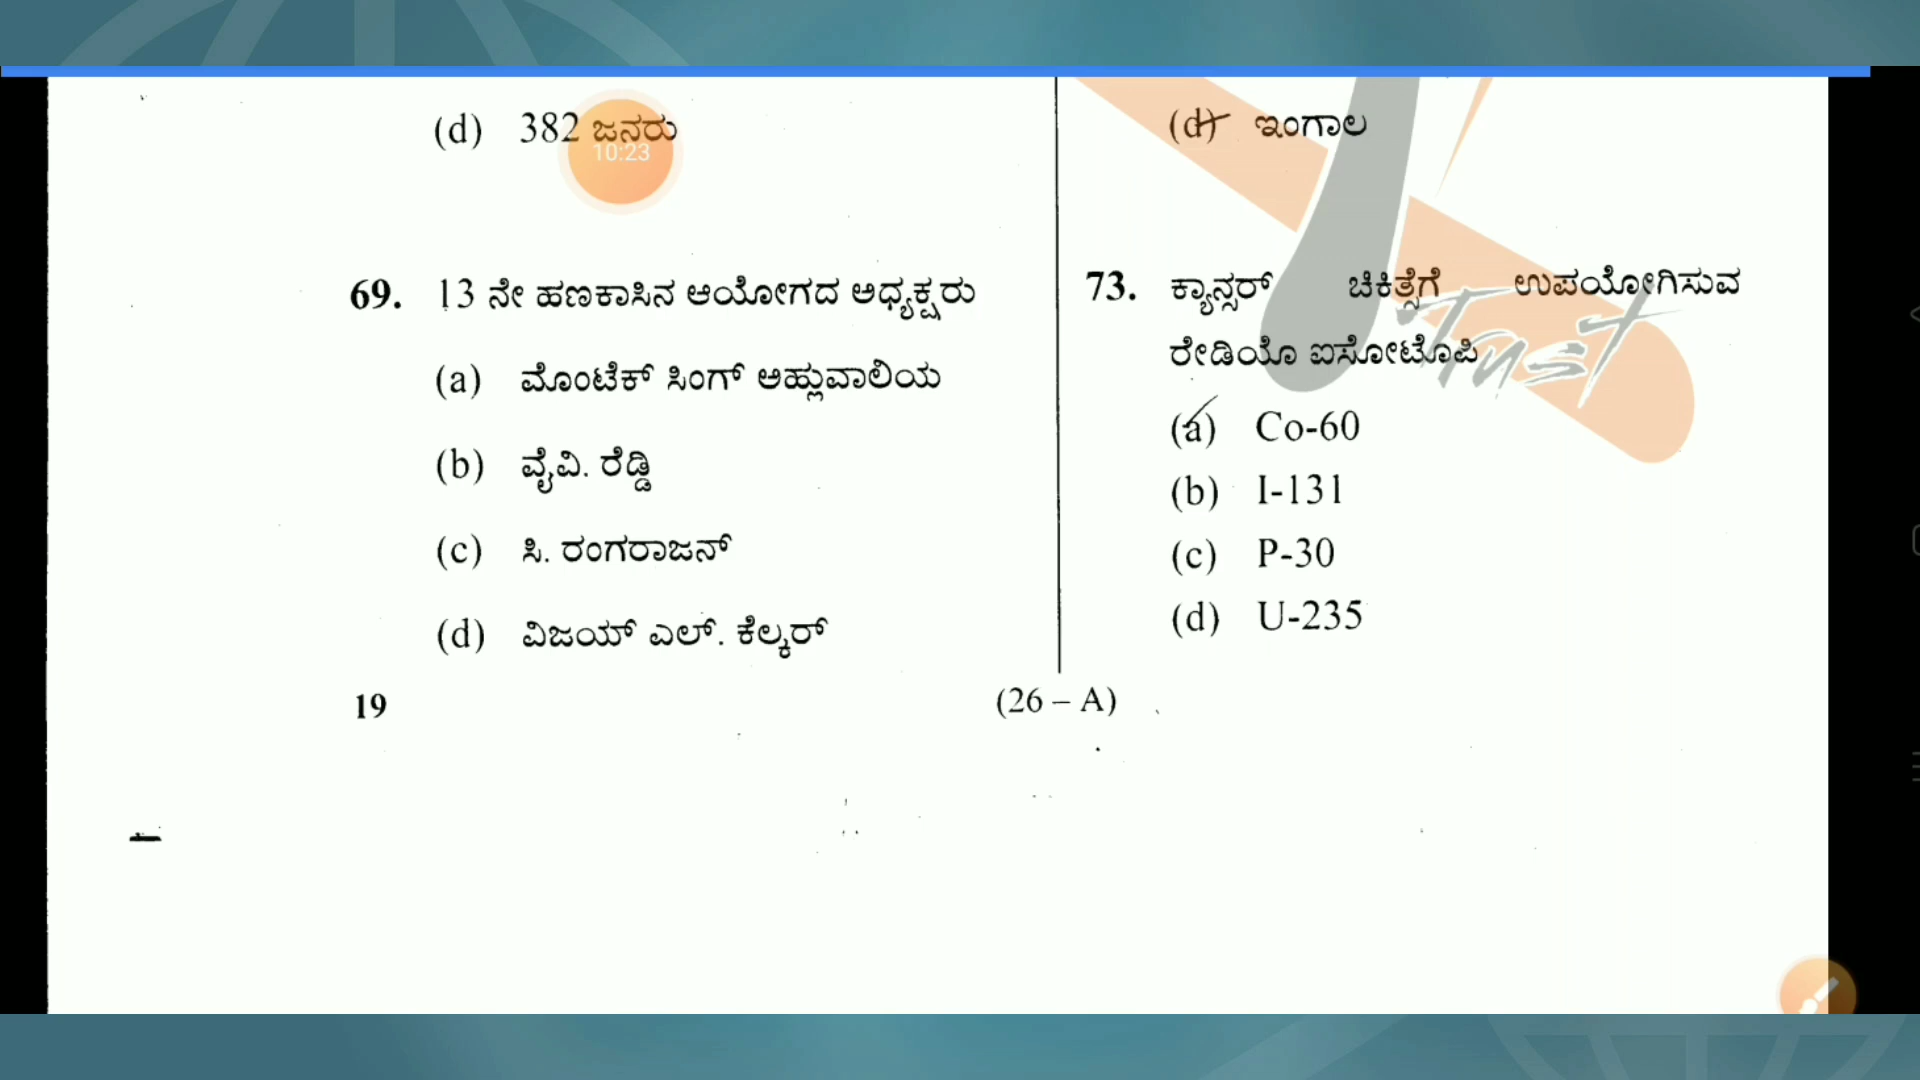 (d) 382 ಜನರು
10:23
69. 13 ನೇ ಹಣಕಾಸಿನ ಆಯೋಗದ ಅಧ್ಯಕ್ಷರು
(a) ಮೊಂಟೆಕ್ ಸಿಂಗ್ ಅಹ್ಲುವಾಲಿಯ
(b) ವೈವಿ. ರೆಡ್ಡಿ
(c) ಸಿ. ರಂಗರಾಜನ್
(d) ವಿಜಯ್ ಎಲ್. ಕೆಲ್ಕರ್
19
(26 – A)
(d) ಇಂಗಾಲ
73. ಕ್ಯಾನ್ಸರ್ ಚಿಕಿತ್ಸೆಗೆ ಉಪಯೋಗಿಸುವ
ರೇಡಿಯೊ ಐಸೋಟೊಪಿ
(a) Co-60
(b) I-131
(c) P-30
(d) U-235
Trust